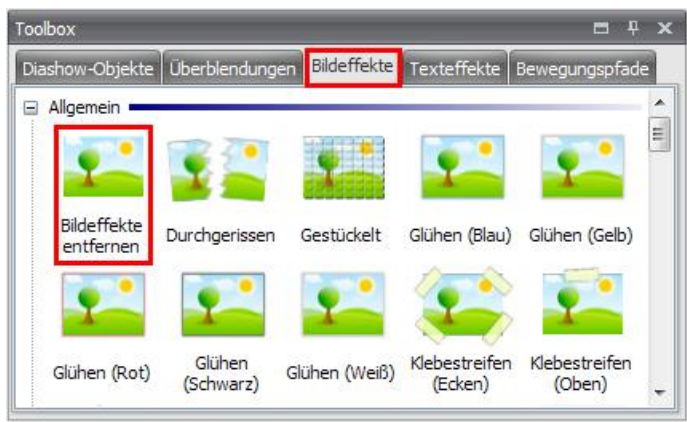 Toolbox
Diashow-Objekte Überblendungen Bildeffekte Texteffekte Bewegungspfade
Allgemein
Bildeffekte
entfernen
Durchgerissen
Gestückelt
Glühen (Blau)
Glühen (Gelb)
Glühen (Rot)
Glühen
(Schwarz)
Glühen (Weiß)
Klebestreifen
(Ecken)
Klebestreifen
(Oben)